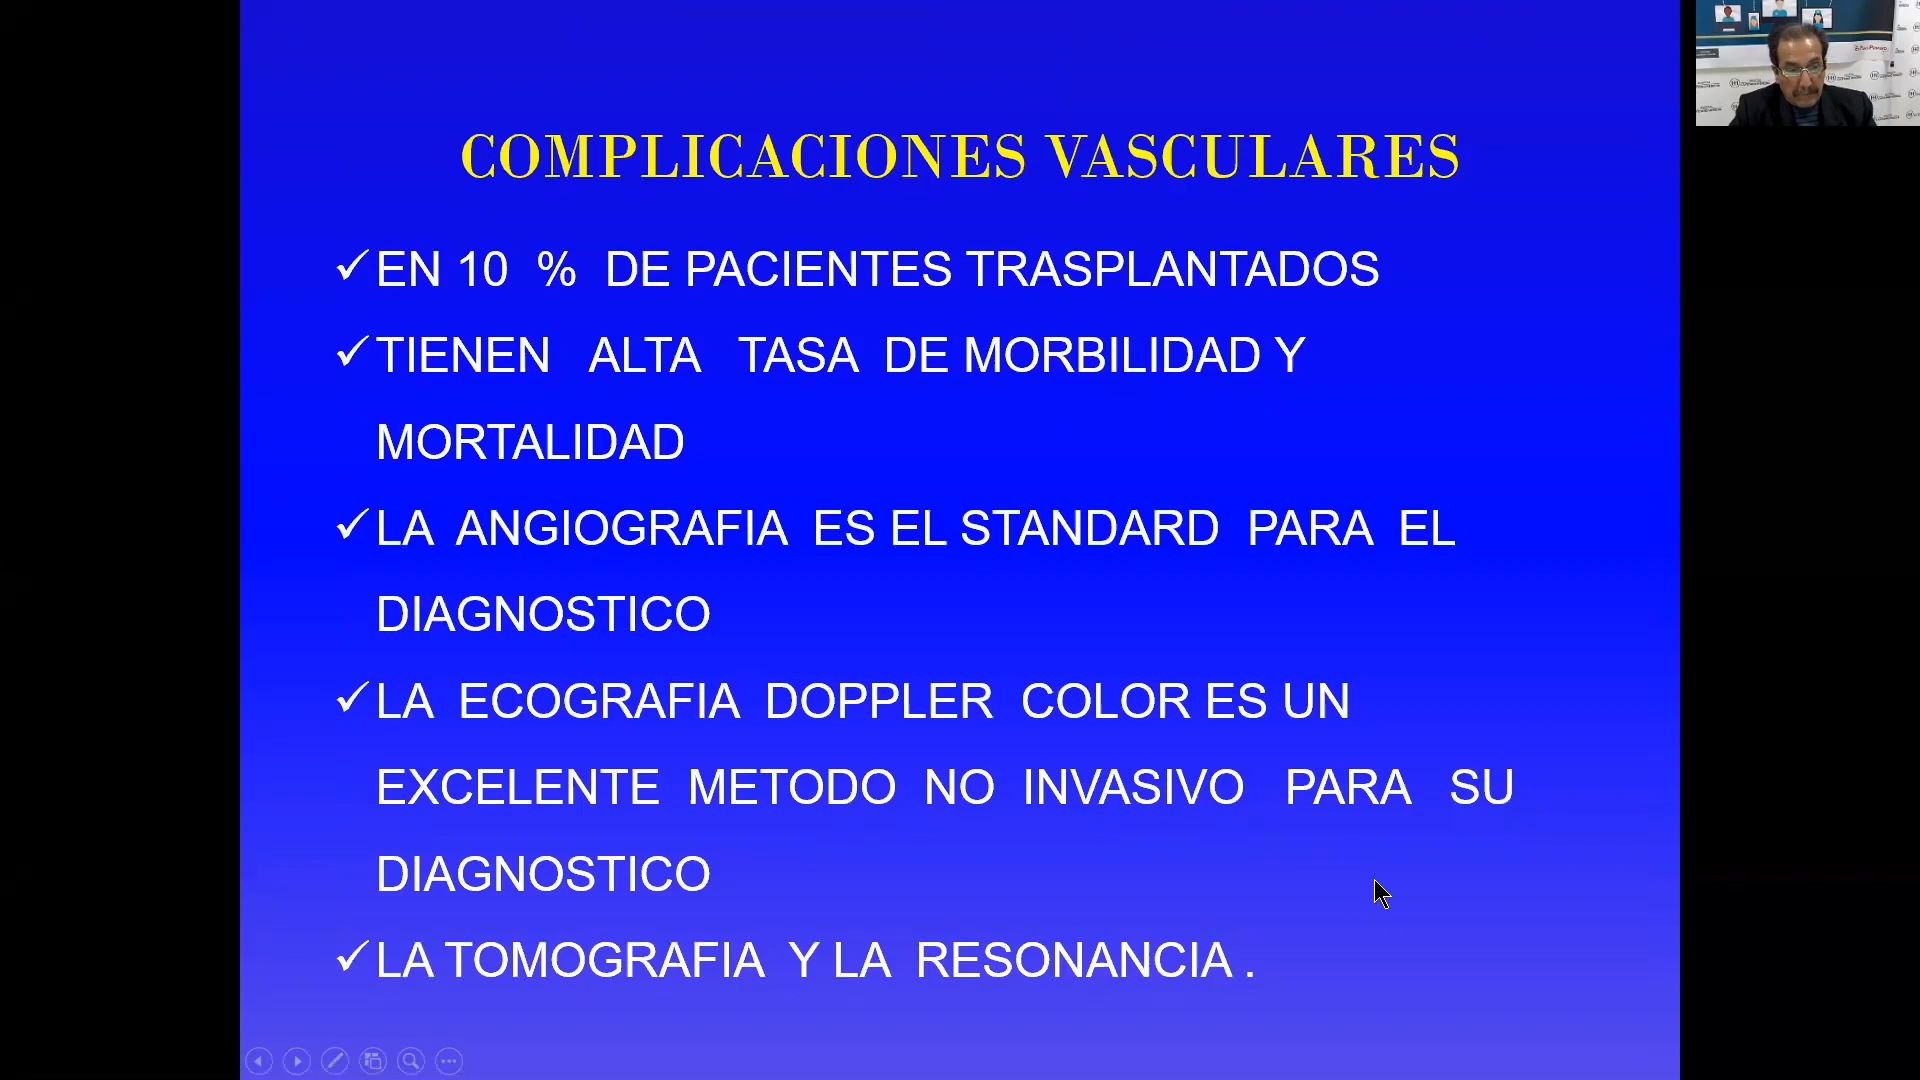 COMPLICACIONES VASCULARES
EN 10 % DE PACIENTES TRASPLANTADOS
TIENEN ALTA TASA DE MORBILIDAD Y
MORTALIDAD
LA ANGIOGRAFIA ES EL STANDARD PARA EL
DIAGNOSTICO
LA ECOGRAFIA DOPPLER COLOR ES UN
EXCELENTE METODO NO INVASIVO PARA SU
DIAGNOSTICO
LA TOMOGRAFIA Y LA RESONANCIA .